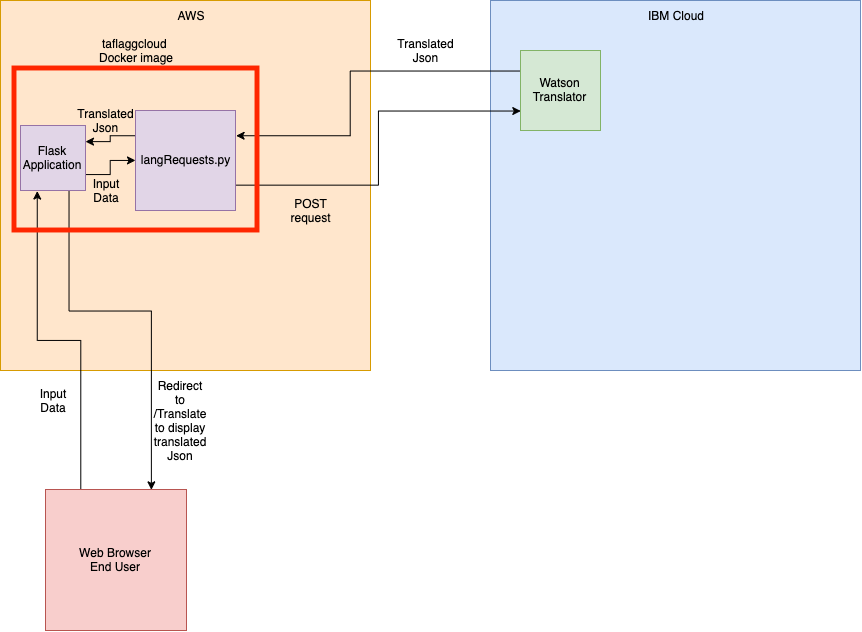 AWS
IBM Cloud
taflaggcloud
Docker image
Translated
Json
Watson
Translator
Translated
Json
Flask
Application
langRequests.py
Input
Data
POST
request
Input
Data
Redirect
to
/Translate
to display
translated
Json
Web Browser
End User